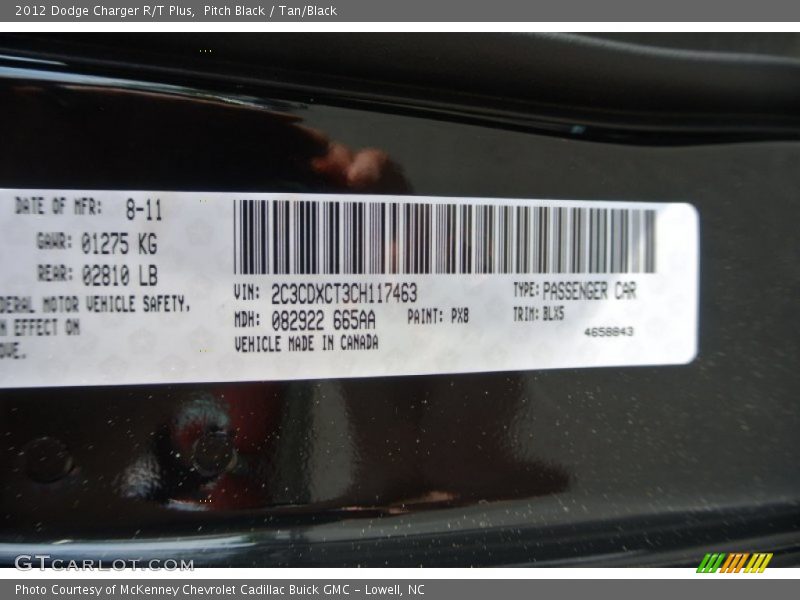 2012 Dodge Charger R/T Plus, Pitch Black / Tan/Black
DATE OF MFR: 8-11
GAWR: 01275 KG
REAR: 02810 LB
DERAL MOTOR VEHICLE SAFETY,
N EFFECT ON
OVE.
VIN: 2C3CDXCT3CH117463
TYPE: PASSENGER CAR
MDH: 082922 665AA
PAINT: PX8
TRIM: BLX5
VEHICLE MADE IN CANADA
4658843
GTCARLOT.COM
Photo Courtesy of McKenney Chevrolet Cadillac Buick GMC - Lowell, NC